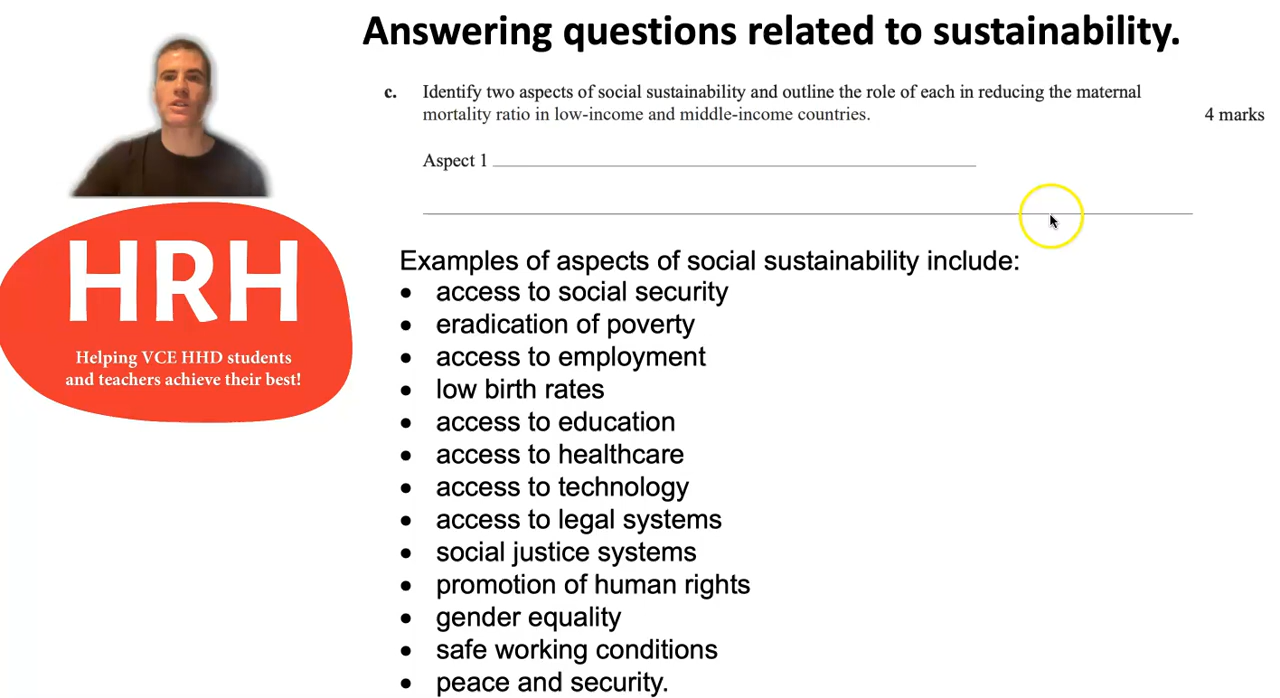 Answering questions related to sustainability.
c. Identify two aspects of social sustainability and outline the role of each in reducing the maternal
mortality ratio in low-income and middle-income countries. 4 marks
Aspect 1
HRH
Helping VCE HHD students
and teachers achieve their best!
Examples of aspects of social sustainability include:
• access to social security
• eradication of poverty
• access to employment
• low birth rates
• access to education
• access to healthcare
• access to technology
• access to legal systems
• social justice systems
• promotion of human rights
• gender equality
• safe working conditions
• peace and security.